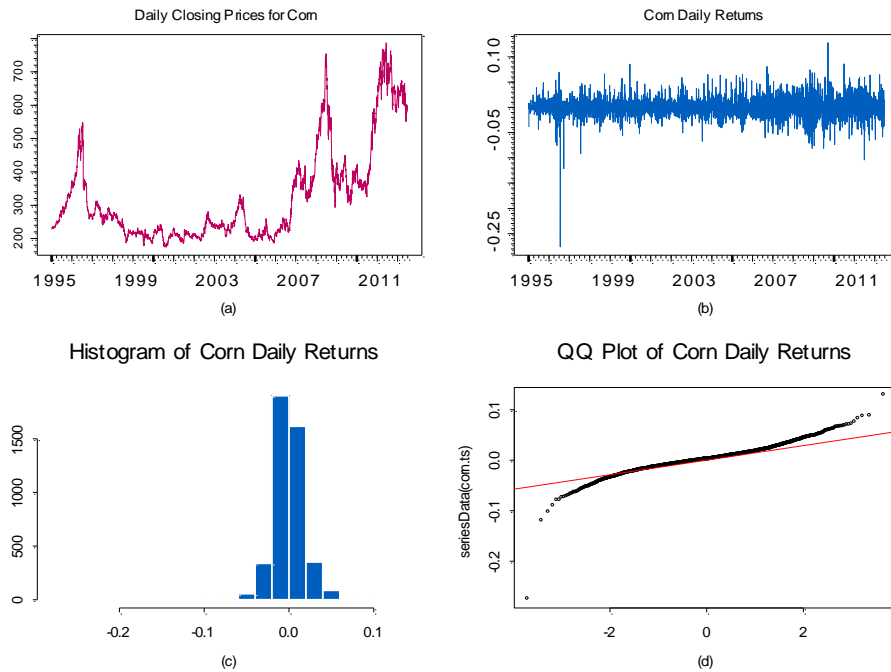 Daily Closing Prices for Corn
200 300 400 500 600 700
1995 1999 2003 2007 2011
(a)
Corn Daily Returns
-0.25 -0.05 0.10
1995 1999 2003 2007 2011
(b)
Histogram of Corn Daily Returns
0 500 1000 1500
-0.2 -0.1 0.0 0.1
(c)
QQ Plot of Corn Daily Returns
seriesData(corn.ts)
-0.2 -0.1 0.0 0.1
-2 0 2
(d)